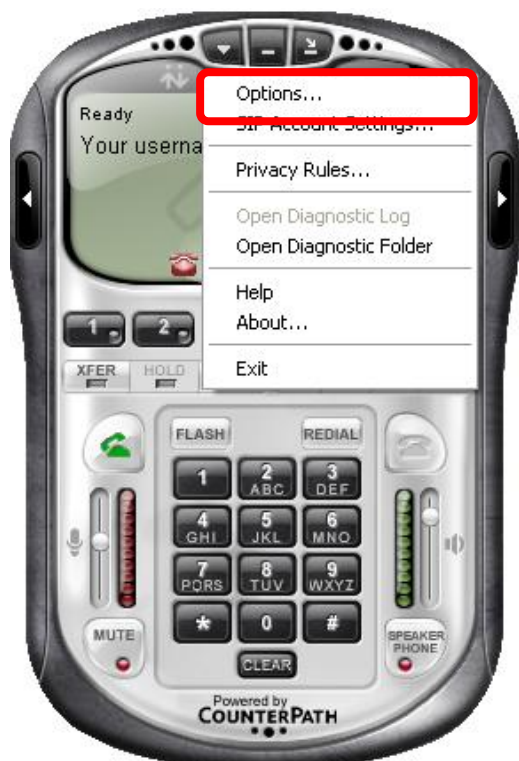 Options...
Ready
SIP Account Settings...
Your userna
Privacy Rules...
Open Diagnostic Log
Open Diagnostic Folder
Help
About...
1 2
Exit
XFER HOLD
FLASH REDIAL
1 2 3
ABC DEF
4 5 6
GHI JKL MNO
7 8 9
PQRS TUV WXYZ
* 0 #
MUTE
SPEAKER
PHONE
CLEAR
Powered by
COUNTERPATH